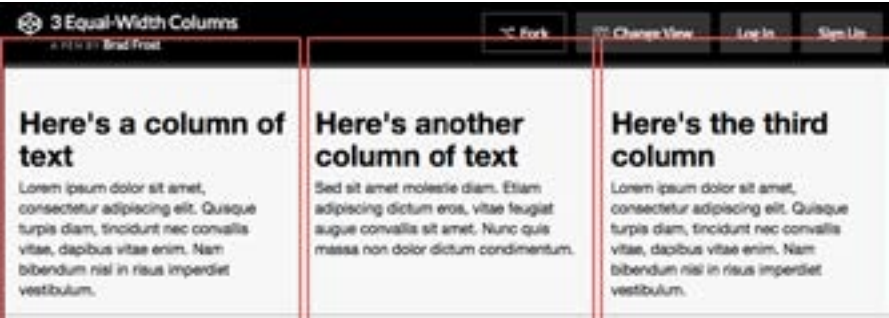 3 Equal-Width Columns
A PEN BY Brad Frost
Fork
Change View
Log In
Sign Up
Here's a column of
text
Lorem ipsum dolor sit amet,
consectetur adipiscing elit. Quisque
turpis diam, tincidunt nec convallis
vitae, dapibus vitae enim. Nam
bibendum nisl in risus imperdiet
vestibulum.
Here's another
column of text
Sed sit amet molestie diam. Etiam
adipiscing dictum eros, vitae feugiat
augue convallis sit amet. Nunc quis
massa non dolor dictum condimentum.
Here's the third
column
Lorem ipsum dolor sit amet,
consectetur adipiscing elit. Quisque
turpis diam, tincidunt nec convallis
vitae, dapibus vitae enim. Nam
bibendum nisl in risus imperdiet
vestibulum.